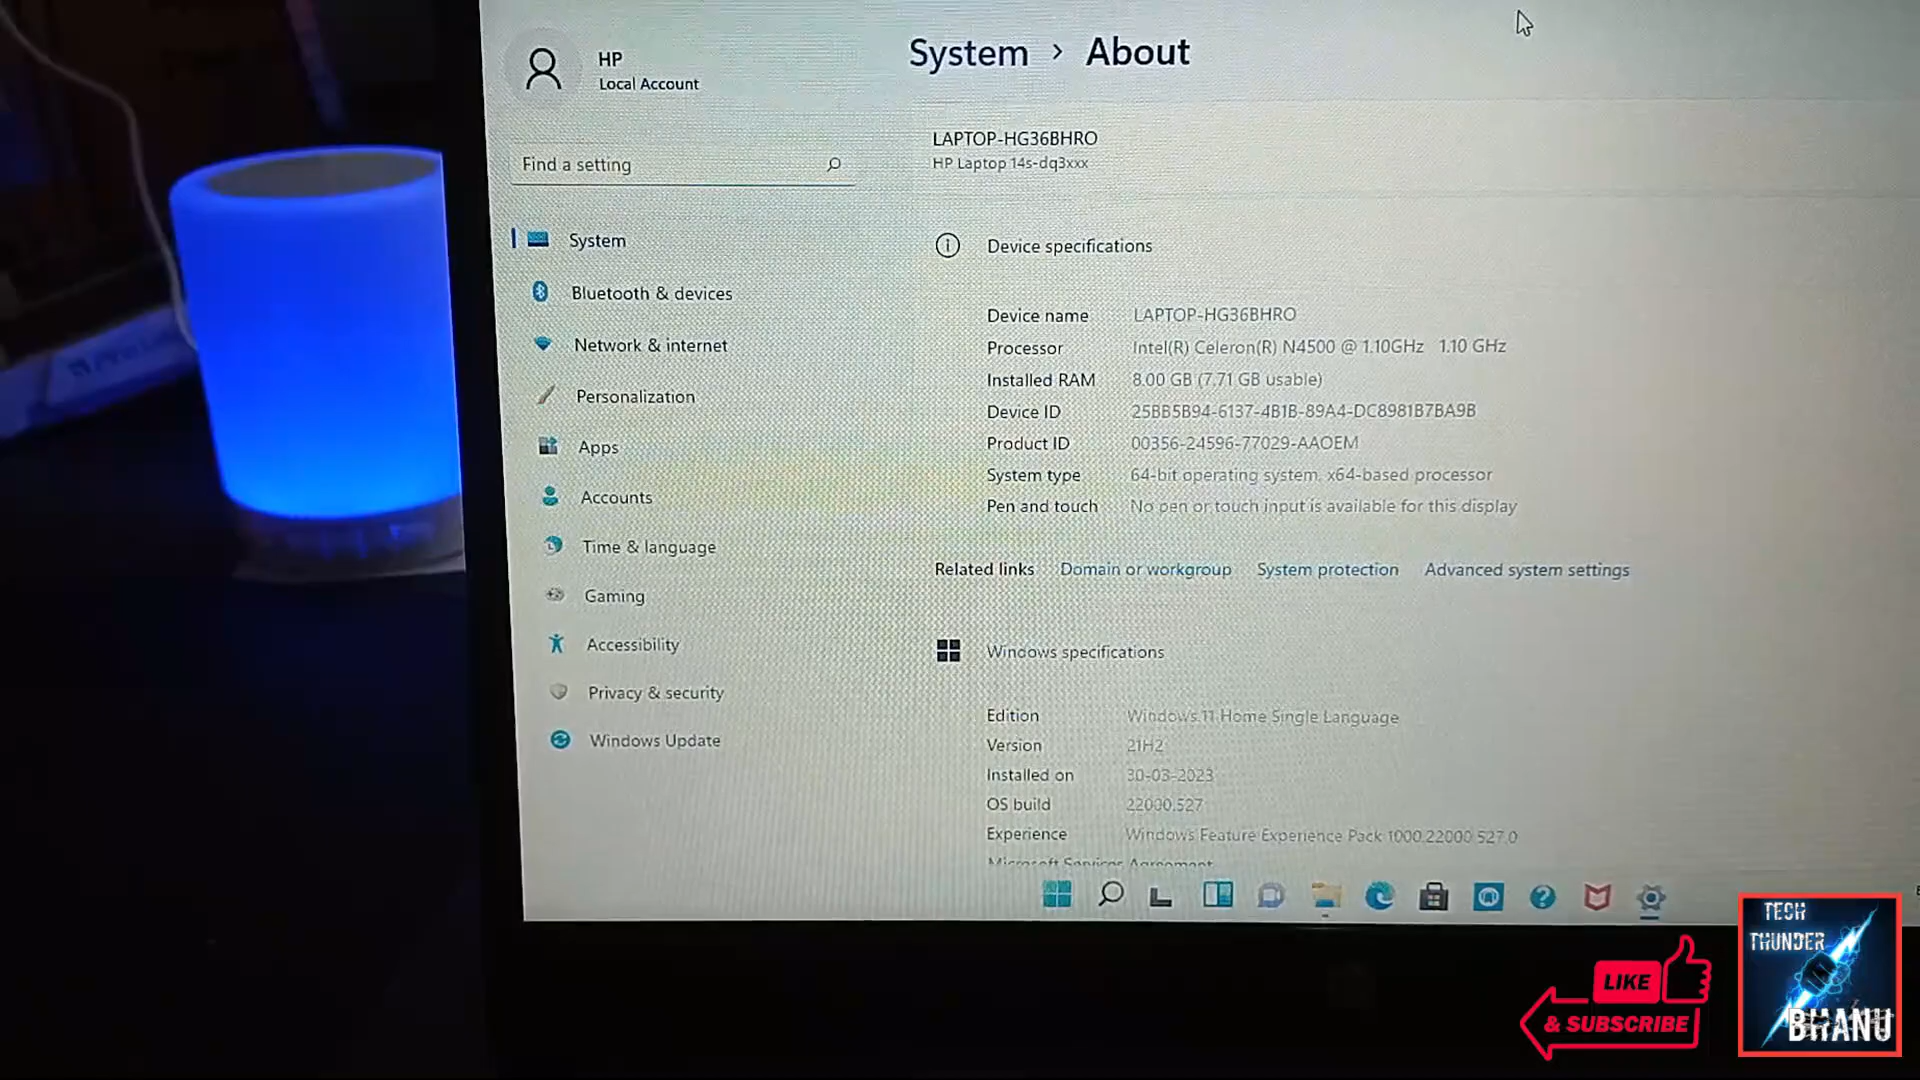 HP
Local Account
Find a setting
System
Bluetooth & devices
Network & internet
Personalization
Apps
Accounts
Time & language
Gaming
Accessibility
Privacy & security
Windows Update
System > About
LAPTOP-HG36BHRO
HP Laptop 14s-dq3xxx
Device specifications
Device name LAPTOP-HG36BHRO
Processor Intel(R) Celeron(R) N4500 @ 1.10GHz 1.10 GHz
Installed RAM 8.00 GB (7.71 GB usable)
Device ID 25BB5B94-6137-4B1B-89A4-DC8981B7BA9B
Product ID 00356-24596-77029-AAOEM
System type 64-bit operating system, x64-based processor
Pen and touch No pen or touch input is available for this display
Related links Domain or workgroup System protection Advanced system settings
Windows specifications
Edition Windows 11 Home Single Language
Version 21H2
Installed on 30-03-2023
OS build 22000.527
Experience Windows Feature Experience Pack 1000.22000.527.0
Microsoft Services Agreement
LIKE
& SUBSCRIBE
TECH
THUNDER
BHANU